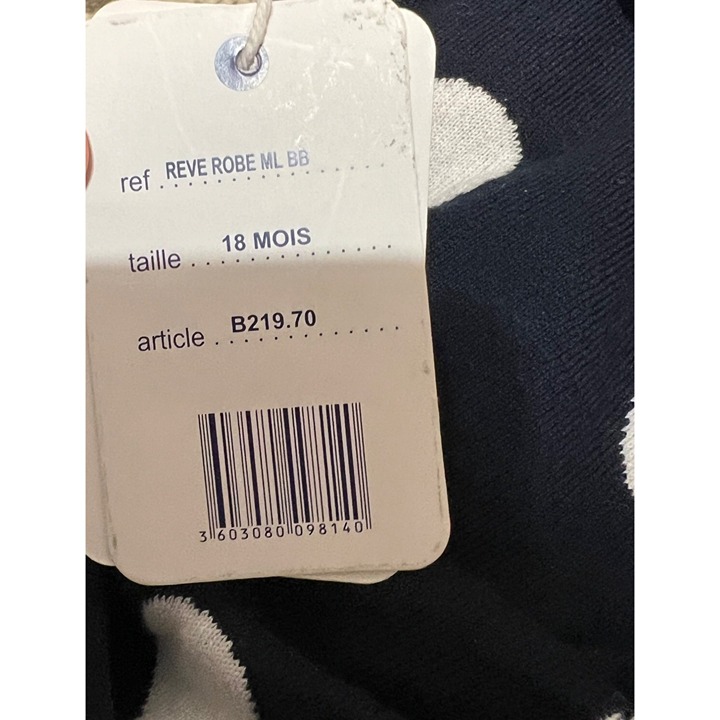 ref REVE ROBE ML BB
taille 18 MOIS
article B219.70
3 603080 098140